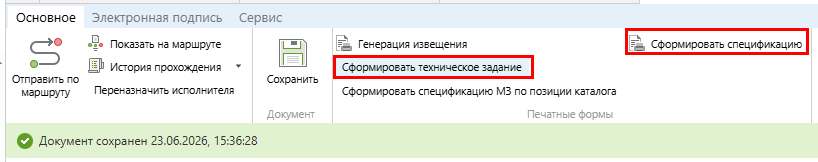 Основное Электронная подпись Сервис
Показать на маршруте
История прохождения
Переназначить исполнителя
Отправить по
маршруту
Сохранить
Документ
Генерация извещения
Сформировать спецификацию
Сформировать техническое задание
Сформировать спецификацию МЗ по позиции каталога
Печатные формы
Документ сохранен 23.06.2026, 15:36:28